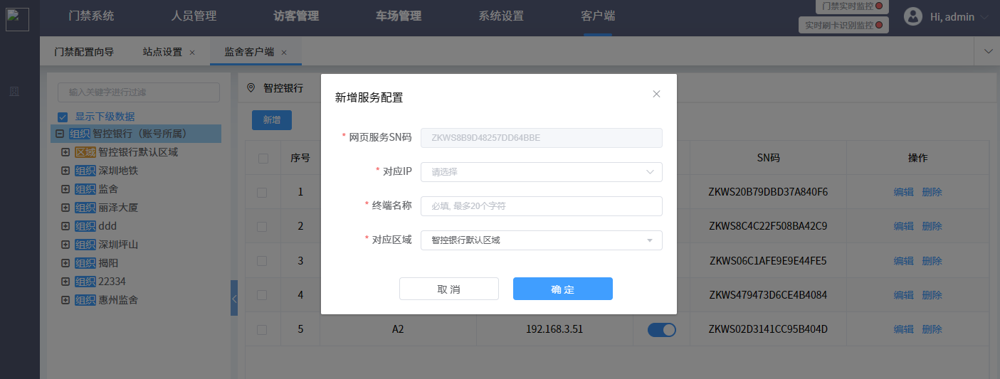 门禁系统 人员管理 访客管理 车场管理 系统设置 客户端 门禁实时监控 Hi, admin
实时刷卡识别监控
门禁配置向导 站点设置 × 监舍客户端 ×
输入关键字进行过滤
显示下级数据
组织 智控银行（账号所属）
区域 智控银行默认区域
组织 深圳地铁
组织 监舍
组织 丽泽大厦
组织 ddd
组织 深圳坪山
组织 揭阳
组织 22334
组织 惠州监舍
智控银行
新增
序号 SN码 操作
1 ZKWS20B79DBD37A840F6 编辑 删除
2 ZKWS8C4C22F508BA42C9 编辑 删除
3 ZKWS06C1AFE9E9E44FE5 编辑 删除
4 ZKWS479473D6CE4B4084 编辑 删除
5 A2 192.168.3.51 ZKWS02D3141CC95B404D 编辑 删除
新增服务配置
* 网页服务SN码 ZKWS8B9D48257DD64BBE
* 对应IP 请选择
* 终端名称 必填, 最多20个字符
* 对应区域 智控银行默认区域
取 消 确 定